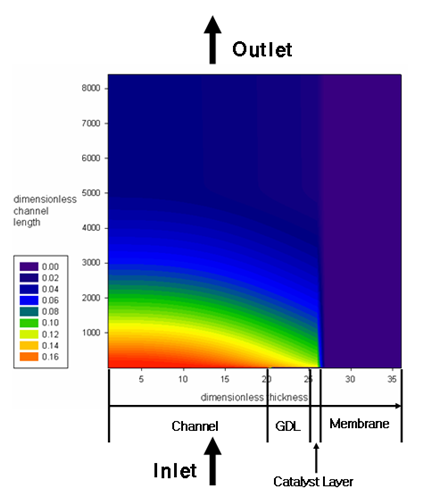 Outlet
8000
7000
6000
5000
4000
3000
2000
1000
dimensionless
channel
length
0.00
0.02
0.04
0.06
0.08
0.10
0.12
0.14
0.16
5 10 15 20 25 30 35
dimensionless thickness
Channel GDL Membrane
Inlet
Catalyst Layer